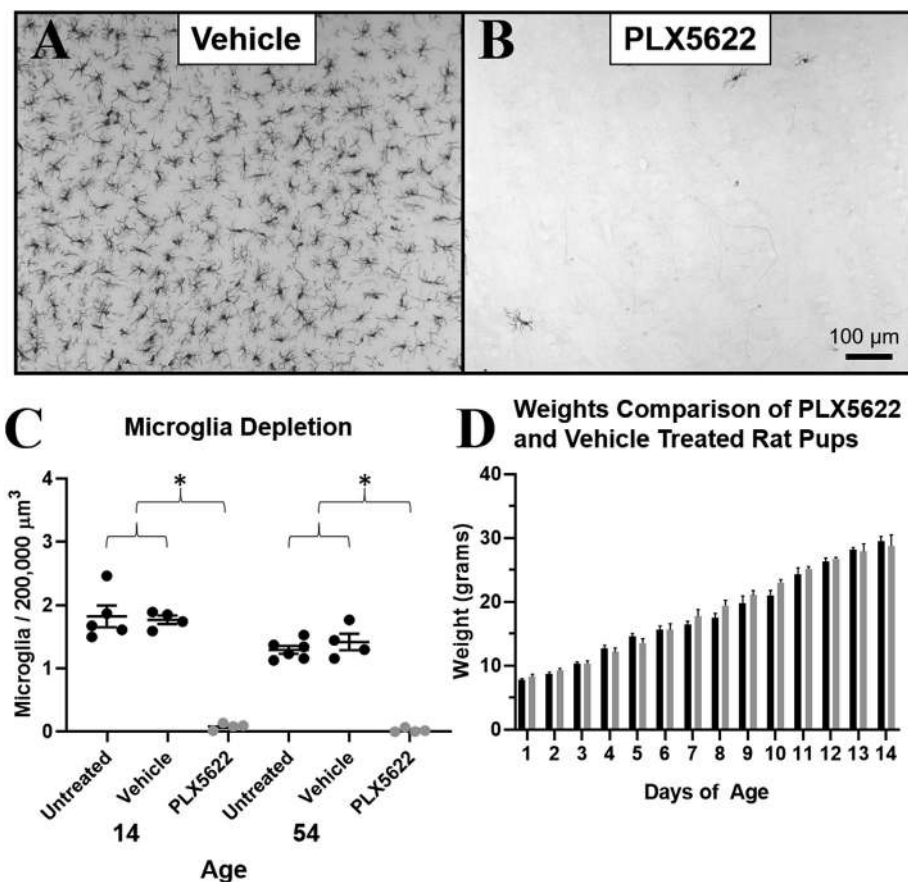 A
Vehicle
B
PLX5622
100 µm
C
Microglia Depletion
Microglia / 200,000 µm³
4
3
2
1
0
*
*
Untreated
Vehicle
PLX5622
Untreated
Vehicle
PLX5622
14
54
Age
D
Weights Comparison of PLX5622
and Vehicle Treated Rat Pups
Weight (grams)
40
30
20
10
0
1 2 3 4 5 6 7 8 9 10 11 12 13 14
Days of Age